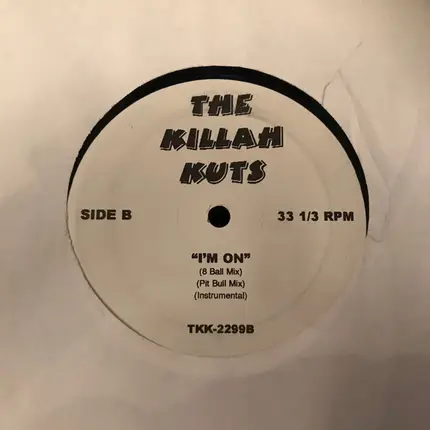 THE
KILLAH
KUTS
SIDE B
33 1/3 RPM
"I'M ON"
(8 Ball Mix)
(Pit Bull Mix)
(Instrumental)
TKK-2299B